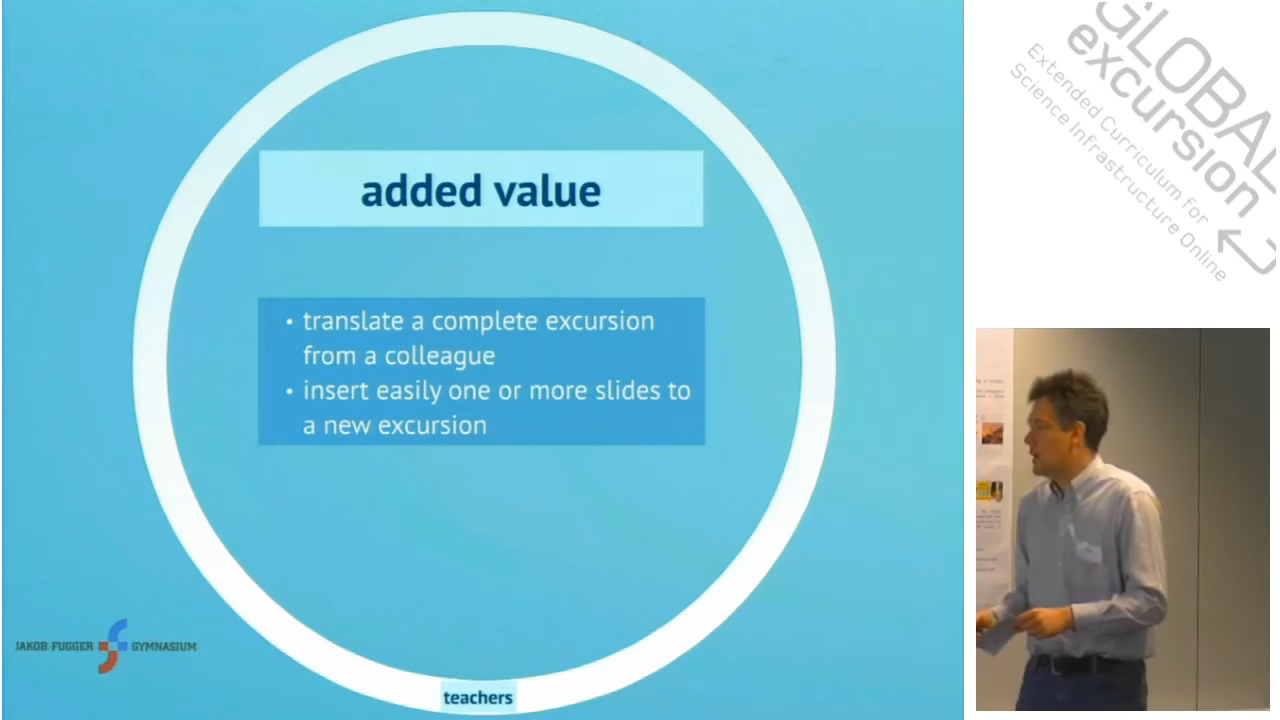 added value
• translate a complete excursion
from a colleague
• insert easily one or more slides to
a new excursion
JAKOB-FUGGER GYMNASIUM
teachers
GLOBAL
excursion
Extended Curriculum for
Science Infrastructure Online